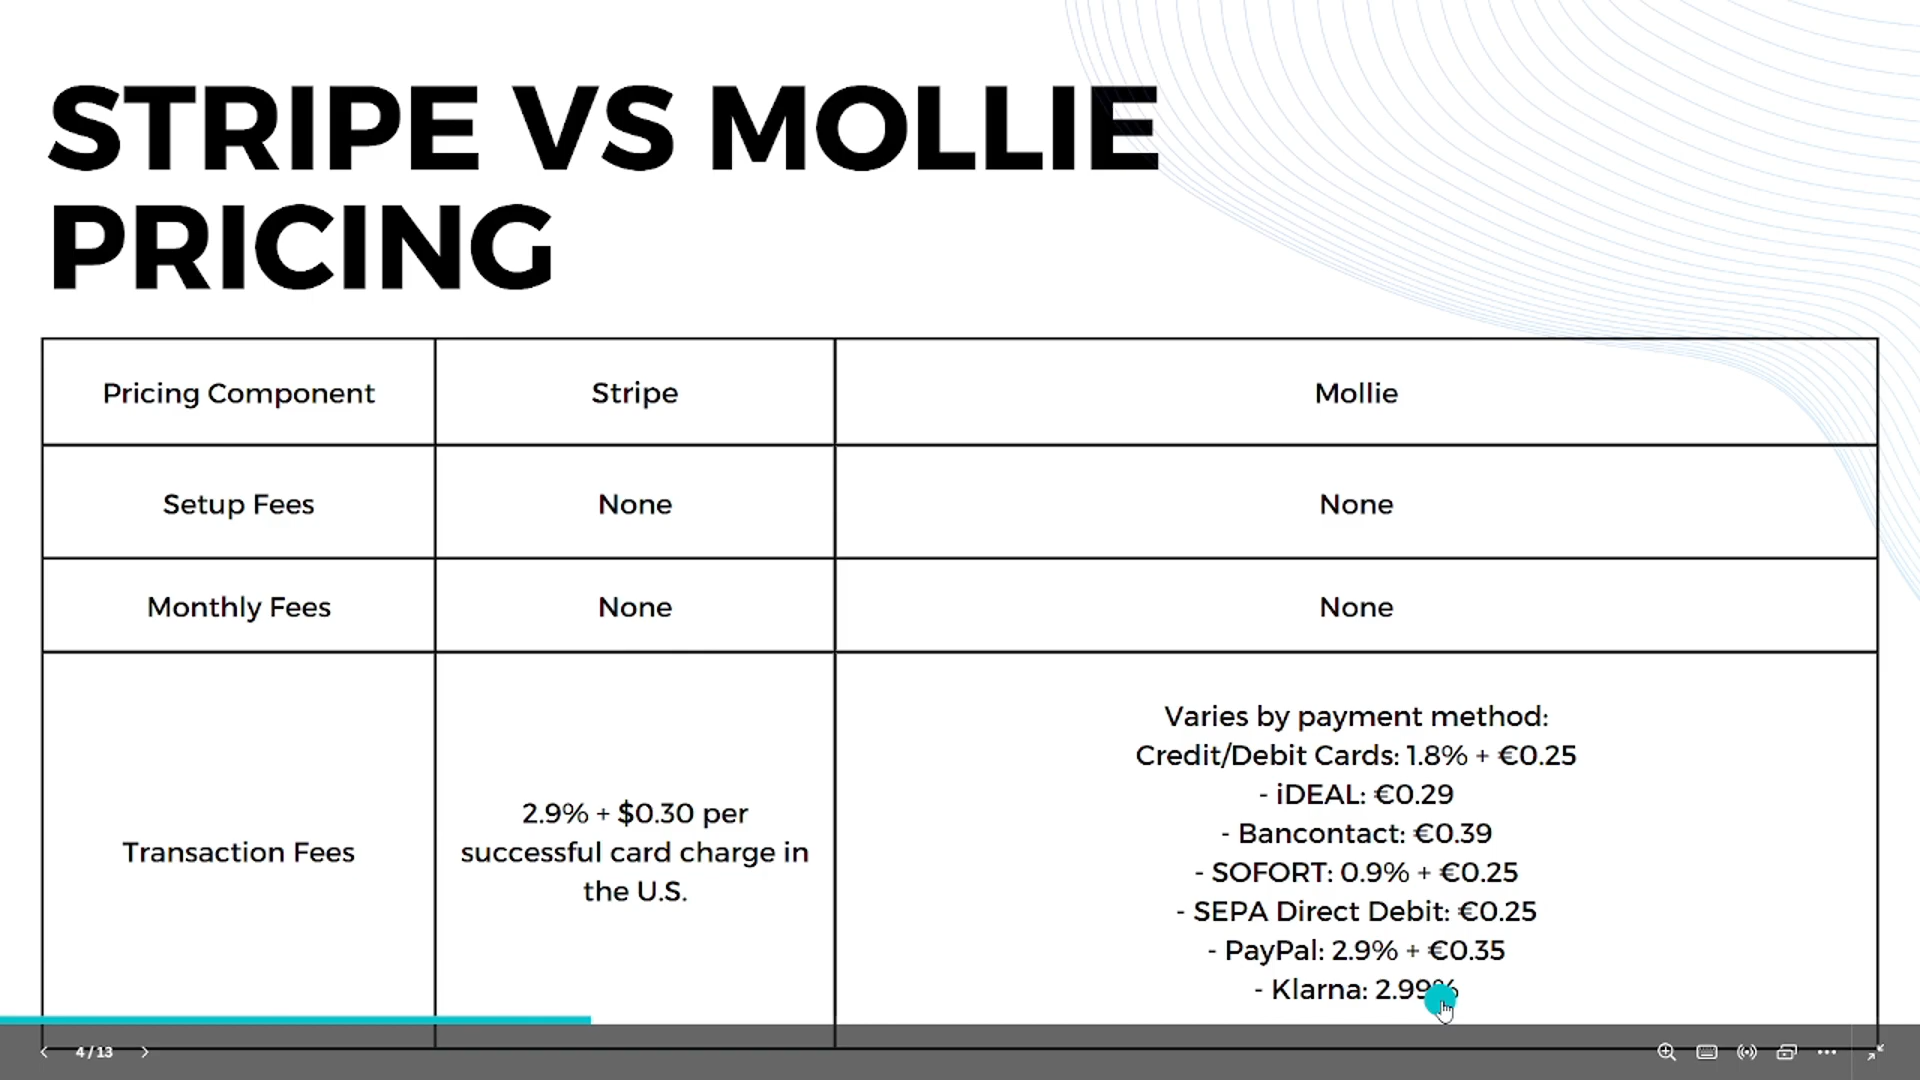 STRIPE VS MOLLIE
PRICING
Pricing Component
Stripe
Mollie
Setup Fees
None
None
Monthly Fees
None
None
Transaction Fees
2.9% + $0.30 per
successful card charge in
the U.S.
Varies by payment method:
Credit/Debit Cards: 1.8% + €0.25
- iDEAL: €0.29
- Bancontact: €0.39
- SOFORT: 0.9% + €0.25
- SEPA Direct Debit: €0.25
- PayPal: 2.9% + €0.35
- Klarna: 2.99%
4 / 13